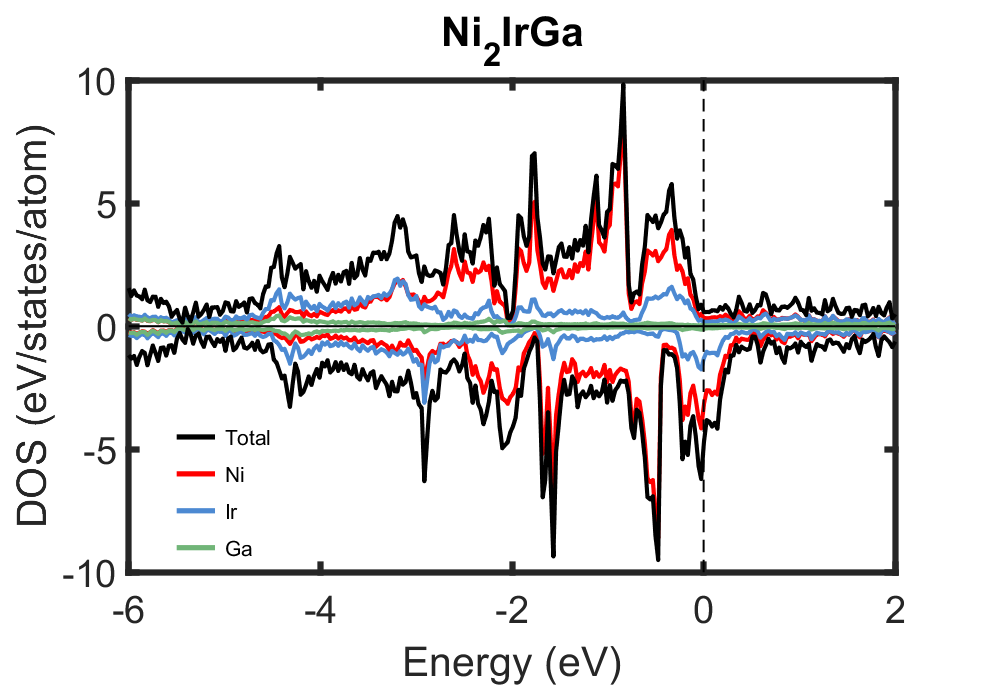 Ni2IrGa
10
5
0
-5
-10
DOS (eV/states/atom)
Total
Ni
Ir
Ga
-6 -4 -2 0 2
Energy (eV)